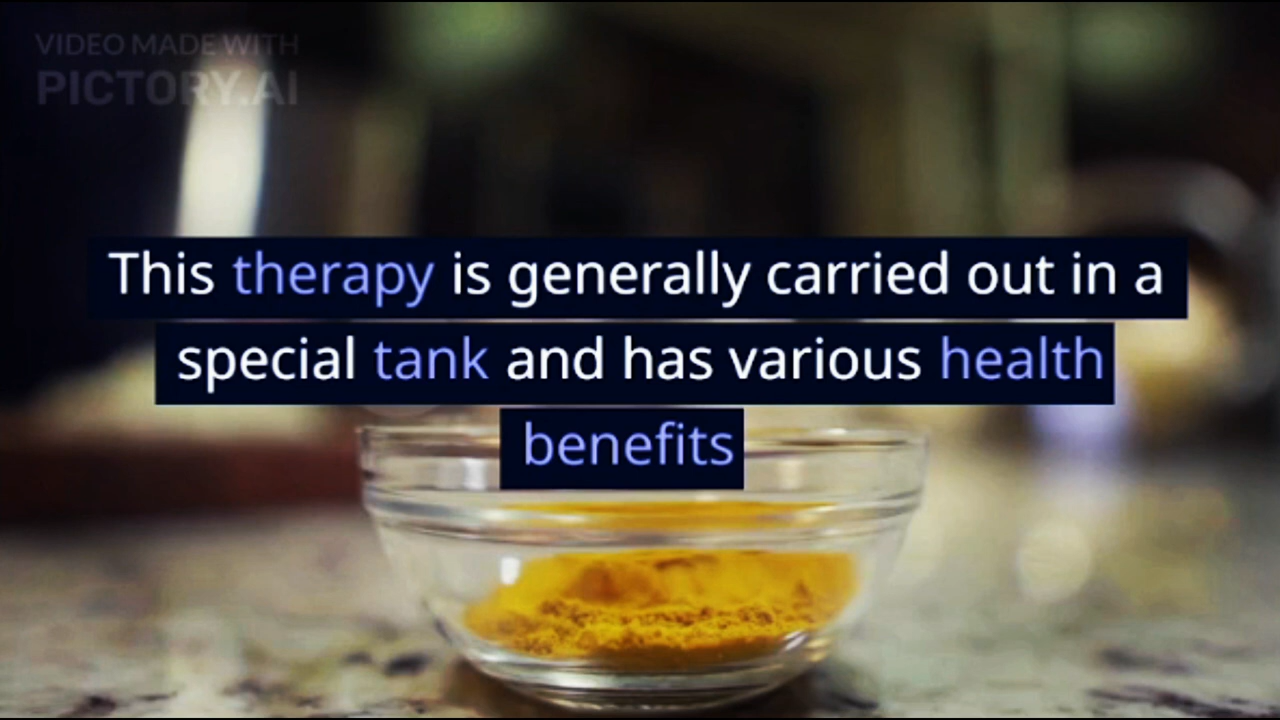 VIDEO MADE WITH
PICTORY.AI
This therapy is generally carried out in a
special tank and has various health
benefits